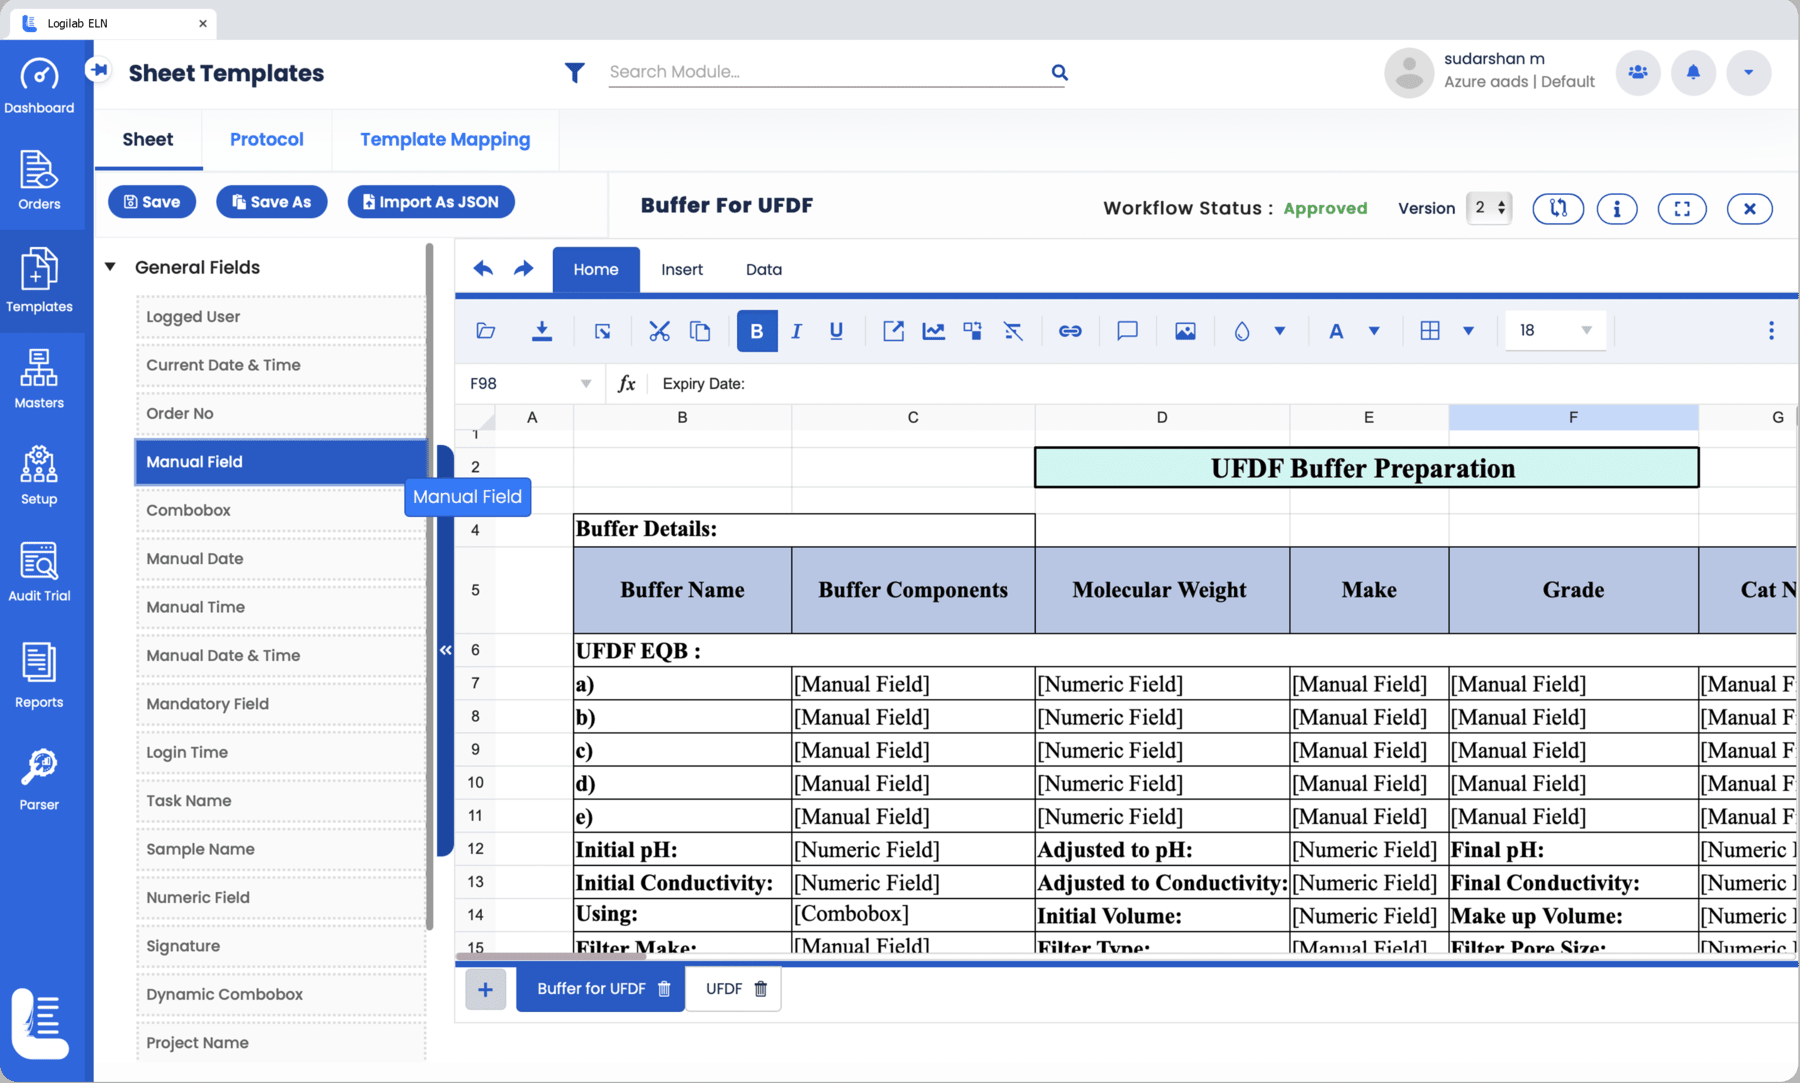 Logilab ELN
Sheet Templates
Search Module...
sudarshan m
Azure aads | Default
Dashboard
Orders
Templates
Masters
Setup
Audit Trial
Reports
Parser
Sheet
Protocol
Template Mapping
Save
Save As
Import As JSON
Buffer For UFDF
Workflow Status : Approved
Version 2
General Fields
Logged User
Current Date & Time
Order No
Manual Field
Manual Field
Combobox
Manual Date
Manual Time
Manual Date & Time
Mandatory Field
Login Time
Task Name
Sample Name
Numeric Field
Signature
Dynamic Combobox
Project Name
Home Insert Data
B I U A 18
F98 fx Expiry Date:
A B C D E F G
1
2 UFDF Buffer Preparation
4 Buffer Details:
5 Buffer Name Buffer Components Molecular Weight Make Grade Cat N
6 UFDF EQB :
7 a) [Manual Field] [Numeric Field] [Manual Field] [Manual Field] [Manual F
8 b) [Manual Field] [Numeric Field] [Manual Field] [Manual Field] [Manual F
9 c) [Manual Field] [Numeric Field] [Manual Field] [Manual Field] [Manual F
10 d) [Manual Field] [Numeric Field] [Manual Field] [Manual Field] [Manual F
11 e) [Manual Field] [Numeric Field] [Manual Field] [Manual Field] [Manual F
12 Initial pH: [Numeric Field] Adjusted to pH: [Numeric Field] Final pH: [Numeric
13 Initial Conductivity: [Numeric Field] Adjusted to Conductivity: [Numeric Field] Final Conductivity: [Numeric
14 Using: [Combobox] Initial Volume: [Numeric Field] Make up Volume: [Numeric
15 Filter Make: [Manual Field] Filter Type: [Manual Field] Filter Pore Size: [Numeric
+ Buffer for UFDF UFDF